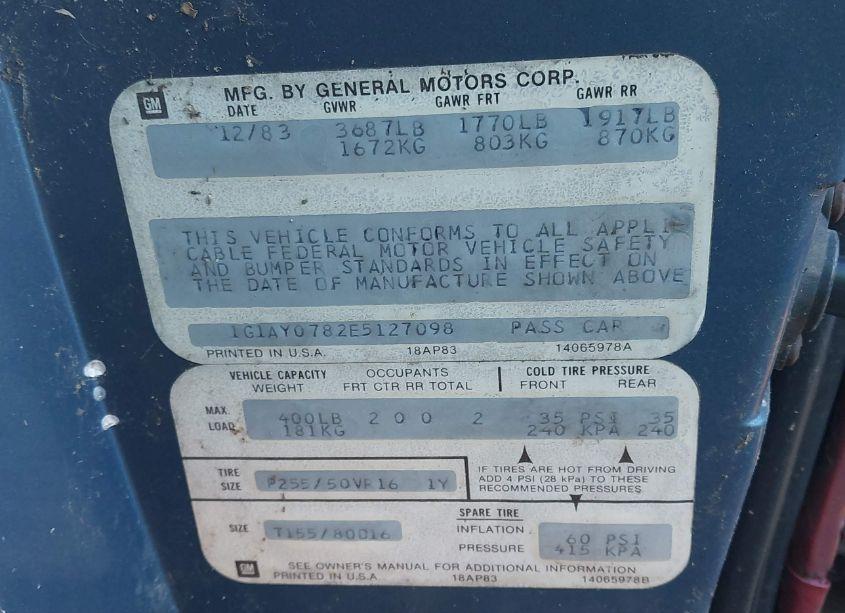 GM
MFG. BY GENERAL MOTORS CORP.
DATE GVWR GAWR FRT GAWR RR
12/83 3687LB 1770LB 1917LB
1672KG 803KG 870KG
THIS VEHICLE CONFORMS TO ALL APPLI
CABLE FEDERAL MOTOR VEHICLE SAFETY
AND BUMPER STANDARDS IN EFFECT ON
THE DATE OF MANUFACTURE SHOWN ABOVE
1G1AY0782E5127098 PASS CAR
PRINTED IN U.S.A. 18AP83 14065978A
VEHICLE CAPACITY OCCUPANTS COLD TIRE PRESSURE
WEIGHT FRT CTR RR TOTAL FRONT REAR
MAX. LOAD 400LB 2 0 0 2 35 PSI 35
181KG 240 KPA 240
IF TIRES ARE HOT FROM DRIVING
ADD 4 PSI (28 kPa) TO THESE
RECOMMENDED PRESSURES
TIRE SIZE P255/50VR16 1Y
SPARE TIRE
SIZE T155/80D16 INFLATION PRESSURE 60 PSI
415 KPA
GM SEE OWNER'S MANUAL FOR ADDITIONAL INFORMATION
PRINTED IN U.S.A. 18AP83 14065978B